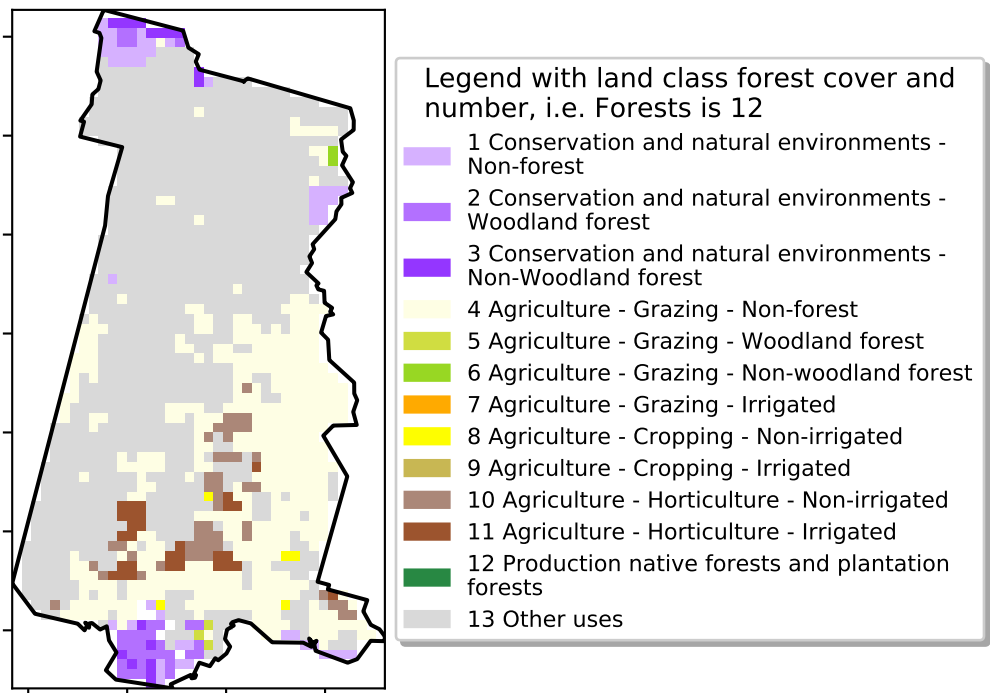 Legend with land class forest cover and
number, i.e. Forests is 12
1 Conservation and natural environments -
Non-forest
2 Conservation and natural environments -
Woodland forest
3 Conservation and natural environments -
Non-Woodland forest
4 Agriculture - Grazing - Non-forest
5 Agriculture - Grazing - Woodland forest
6 Agriculture - Grazing - Non-woodland forest
7 Agriculture - Grazing - Irrigated
8 Agriculture - Cropping - Non-irrigated
9 Agriculture - Cropping - Irrigated
10 Agriculture - Horticulture - Non-irrigated
11 Agriculture - Horticulture - Irrigated
12 Production native forests and plantation
forests
13 Other uses